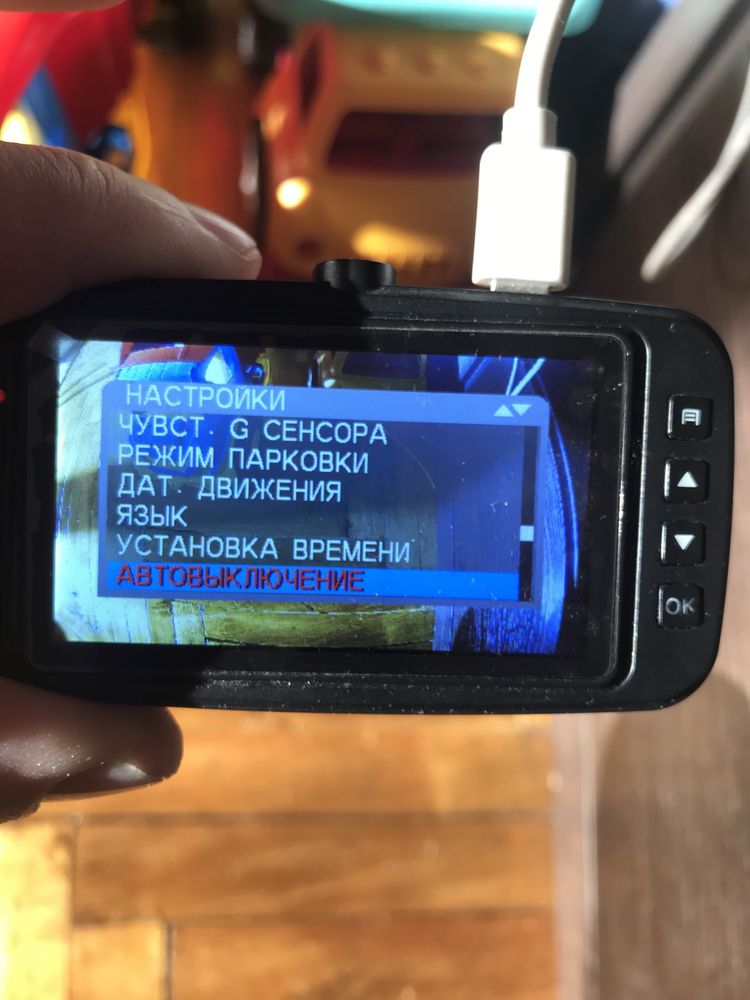 НАСТРОЙКИ
ЧУВСТ. G СЕНСОРА
РЕЖИМ ПАРКОВКИ
ДАТ. ДВИЖЕНИЯ
ЯЗЫК
УСТАНОВКА ВРЕМЕНИ
АВТОВЫКЛЮЧЕНИЕ
OK